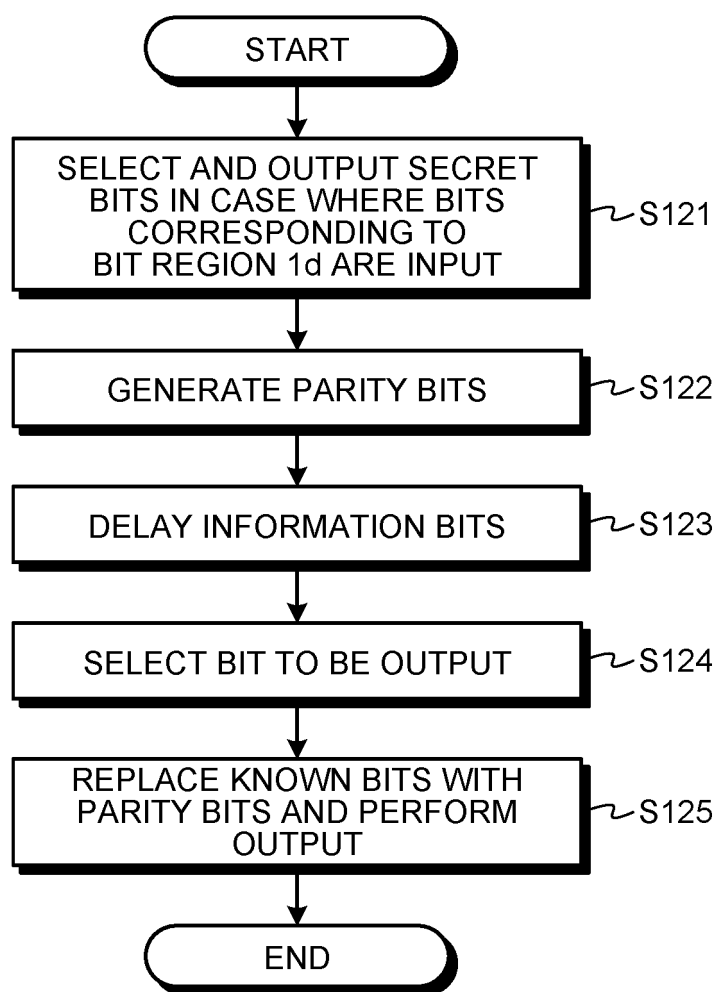 START
SELECT AND OUTPUT SECRET
BITS IN CASE WHERE BITS
CORRESPONDING TO
BIT REGION 1d ARE INPUT
S121
GENERATE PARITY BITS
S122
DELAY INFORMATION BITS
S123
SELECT BIT TO BE OUTPUT
S124
REPLACE KNOWN BITS WITH
PARITY BITS AND PERFORM
OUTPUT
S125
END